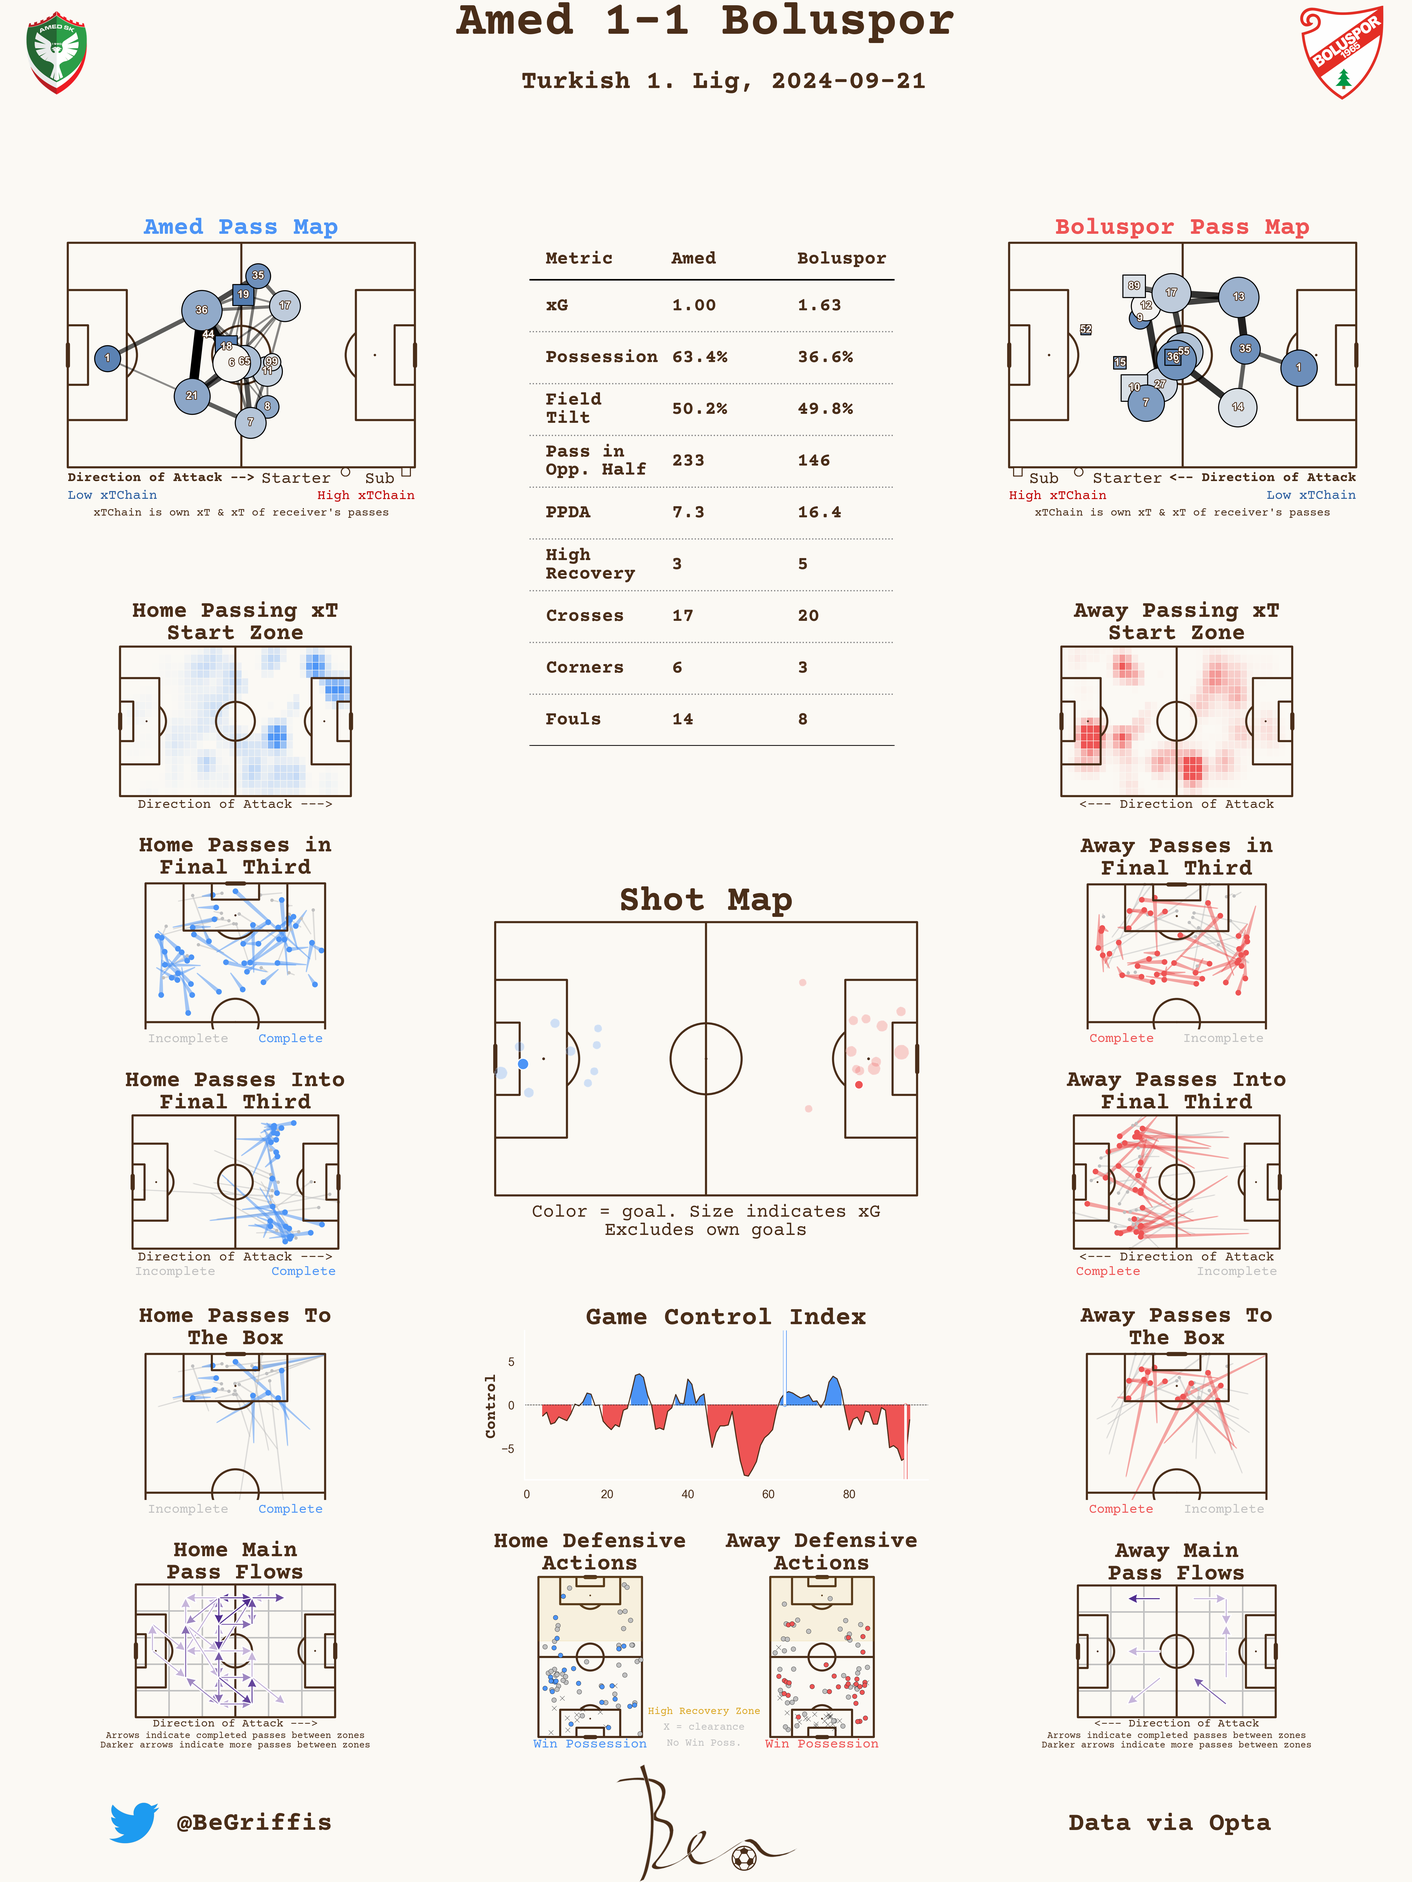 Amed 1-1 Boluspor
Turkish 1. Lig, 2024-09-21
AMED SK
BOLUSPOR
1965
Amed Pass Map
35
19
17
36
44
18
1
6
65
99
11
21
8
7
Direction of Attack --> Starter Sub
Low xTChain High xTChain
xTChain is own xT & xT of receiver's passes
Metric Amed Boluspor
xG 1.00 1.63
Possession 63.4% 36.6%
Field
Tilt
50.2% 49.8%
Pass in
Opp. Half
233 146
PPDA 7.3 16.4
High
Recovery
3 5
Crosses 17 20
Corners 6 3
Fouls 14 8
Boluspor Pass Map
89
17
13
12
9
52
55
35
36
15
1
10
27
7
14
Sub Starter <-- Direction of Attack
High xTChain Low xTChain
xTChain is own xT & xT of receiver's passes
Home Passing xT
Start Zone
Direction of Attack --->
Away Passing xT
Start Zone
<--- Direction of Attack
Home Passes in
Final Third
Incomplete Complete
Shot Map
Color = goal. Size indicates xG
Excludes own goals
Away Passes in
Final Third
Complete Incomplete
Home Passes Into
Final Third
Direction of Attack --->
Incomplete Complete
Away Passes Into
Final Third
<--- Direction of Attack
Complete Incomplete
Home Passes To
The Box
Incomplete Complete
Game Control Index
Control
5
0
−5
0 20 40 60 80
Away Passes To
The Box
Complete Incomplete
Home Main
Pass Flows
Direction of Attack --->
Arrows indicate completed passes between zones
Darker arrows indicate more passes between zones
Home Defensive
Actions
Win Possession
Away Defensive
Actions
Win Possession
High Recovery Zone
X = clearance
No Win Poss.
Away Main
Pass Flows
<--- Direction of Attack
Arrows indicate completed passes between zones
Darker arrows indicate more passes between zones
@BeGriffis
Ben
Data via Opta